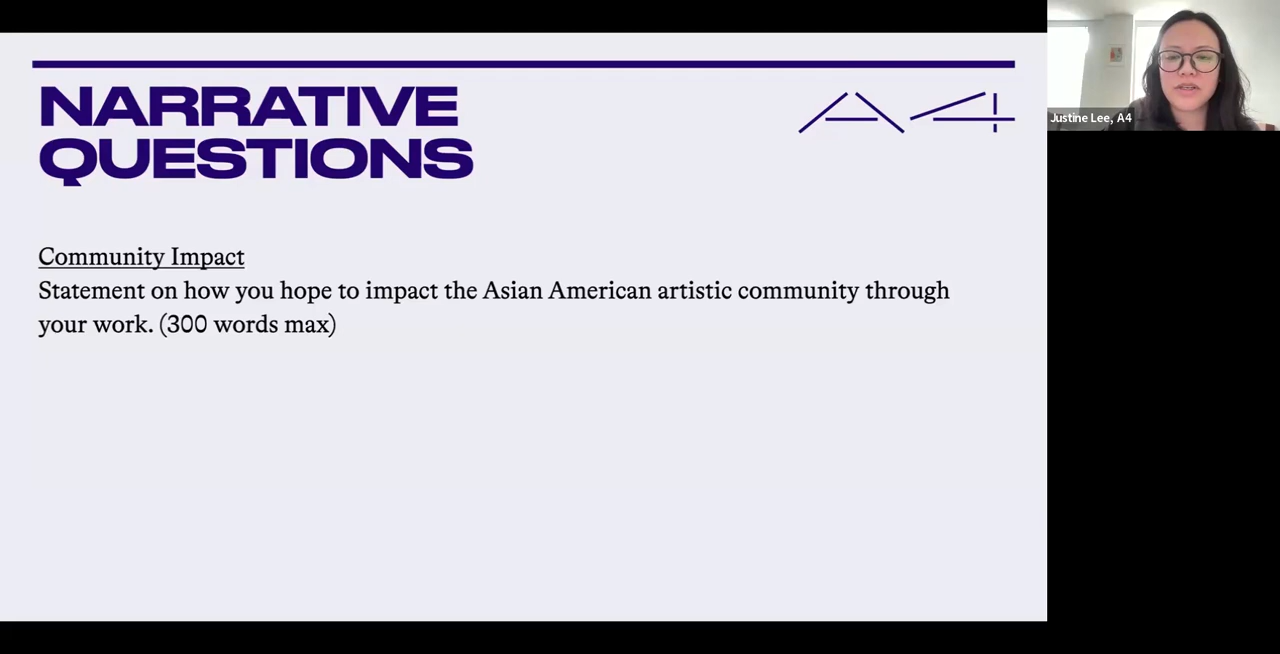 NARRATIVE
QUESTIONS
A4
Justine Lee, A4
Community Impact
Statement on how you hope to impact the Asian American artistic community through
your work. (300 words max)